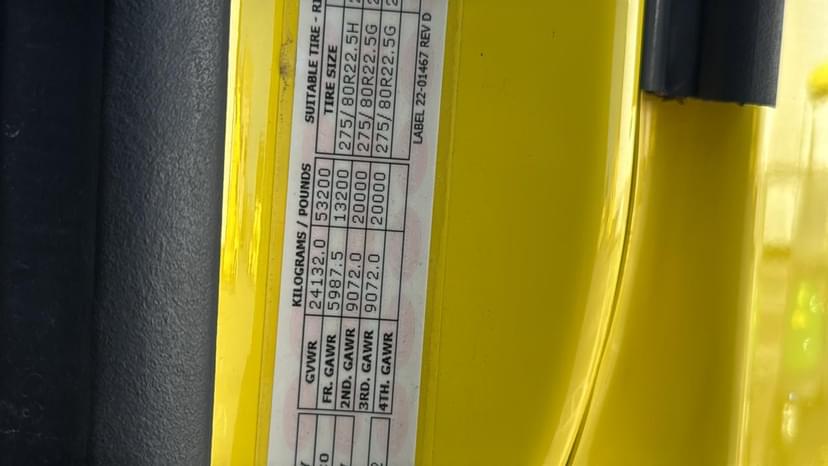 KILOGRAMS / POUNDS SUITABLE TIRE -
GVWR 24132.0 53200 TIRE SIZE
FR. GAWR 5987.5 13200 275/80R22.5H
2ND. GAWR 9072.0 20000 275/80R22.5G
3RD. GAWR 9072.0 20000 275/80R22.5G
4TH. GAWR
LABEL 22-01467 REV D